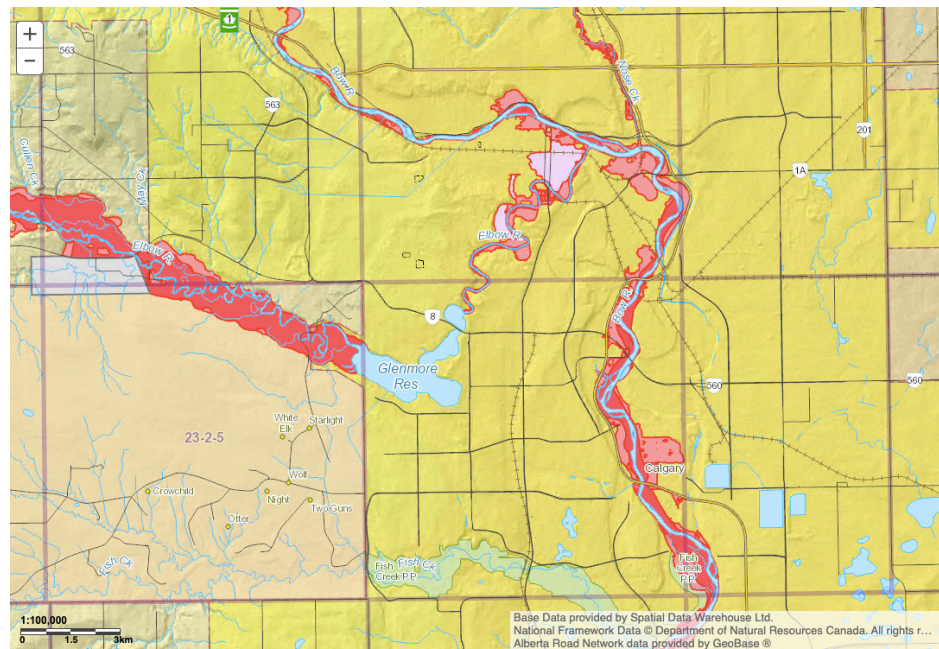 +
−
1
563
Bow R.
Nose Ck
563
201
1A
Cullen Ck
May Ck
Elbow R.
Elbow R.
8
Bow R.
Glenmore
Res.
560
560
White
Elk
Starlight
23-2-5
Calgary
Wolf
Crowchild
Night
Two Guns
Otter
Fish Ck
Fish
Creek P.P.
Fish Ck
Fish
Creek
P.P.
1:100,000
0
1.5
3km
Base Data provided by Spatial Data Warehouse Ltd.
National Framework Data © Department of Natural Resources Canada. All rights r...
Alberta Road Network data provided by GeoBase ®